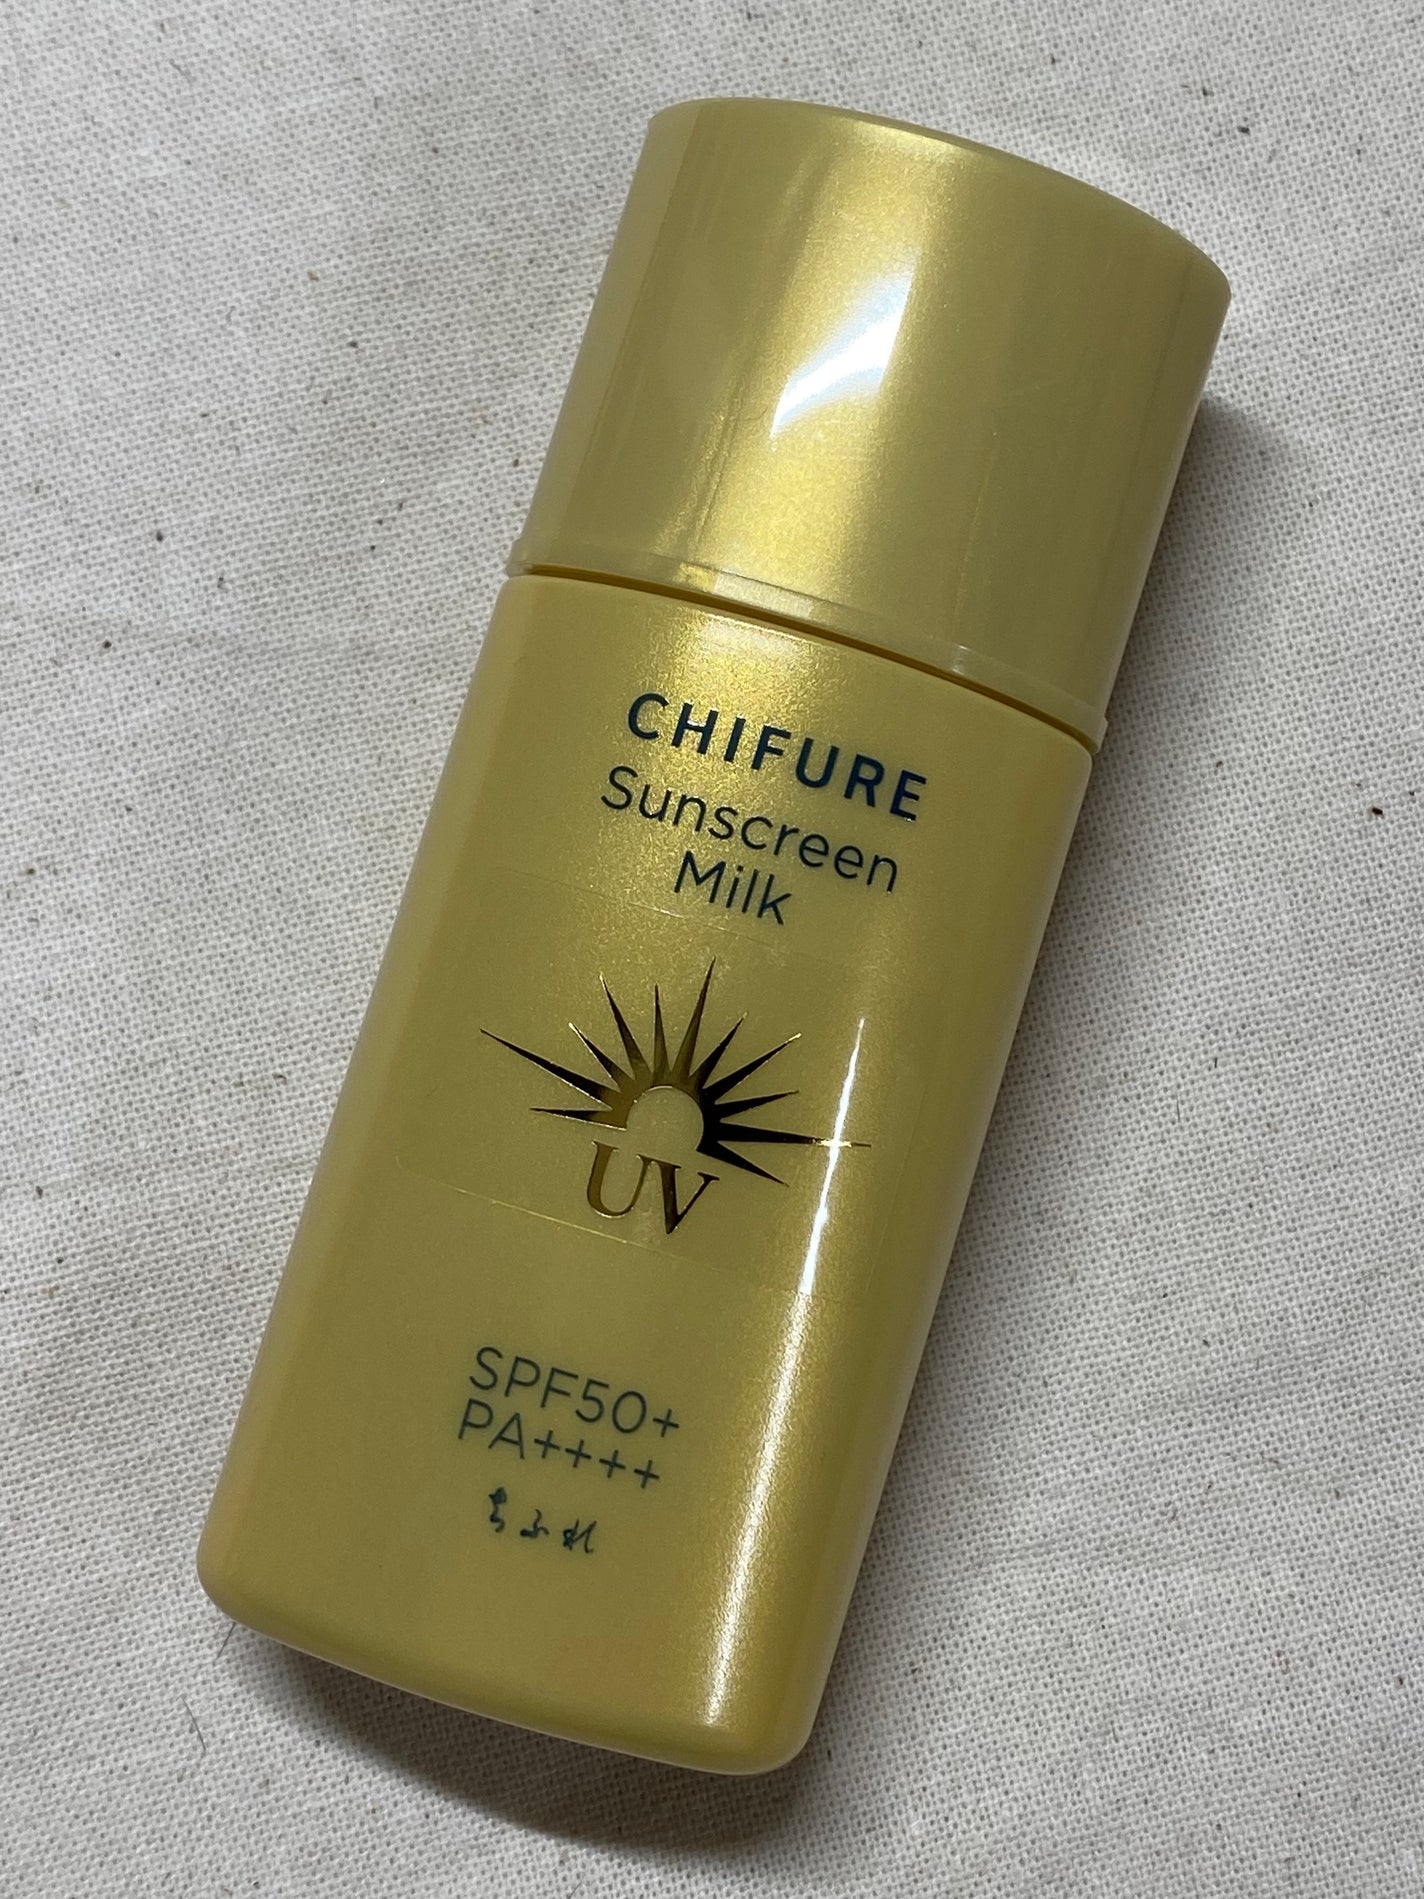 CHIFURE
Sunscreen
Milk
UV
SPF50+
PA++++
ちふれ